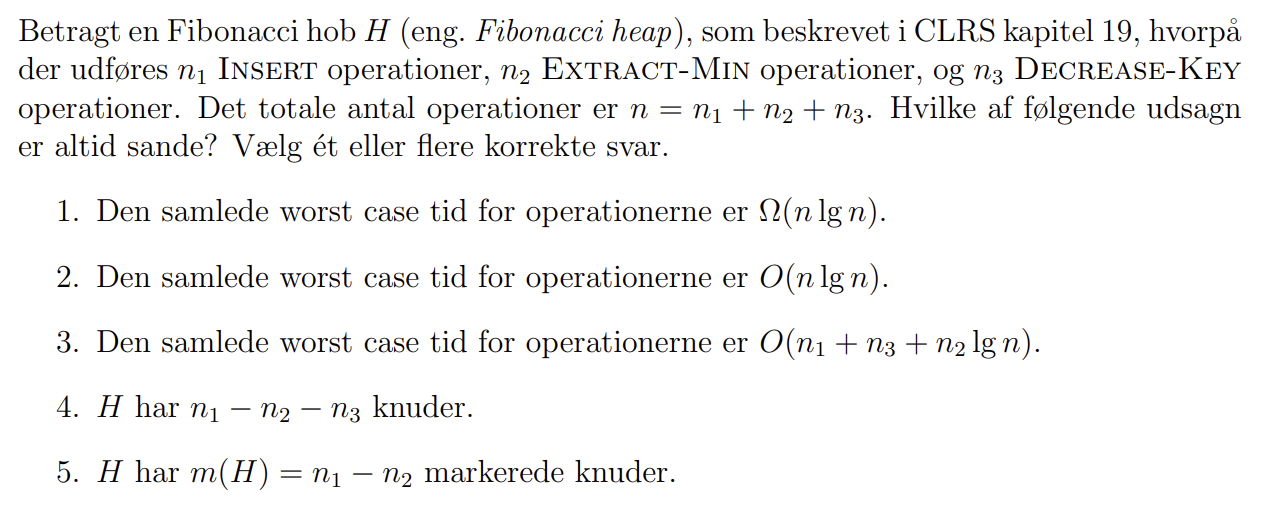 Betragt en Fibonacci hob H (eng. Fibonacci heap), som beskrevet i CLRS kapitel 19, hvorpå
der udføres n₁ INSERT operationer, n₂ EXTRACT-MIN operationer, og n₃ DECREASE-KEY
operationer. Det totale antal operationer er n = n₁ + n₂ + n₃. Hvilke af følgende udsagn
er altid sande? Vælg ét eller flere korrekte svar.
1. Den samlede worst case tid for operationerne er Ω(n lg n).
2. Den samlede worst case tid for operationerne er O(n lg n).
3. Den samlede worst case tid for operationerne er O(n₁ + n₃ + n₂ lg n).
4. H har n₁ − n₂ − n₃ knuder.
5. H har m(H) = n₁ − n₂ markerede knuder.